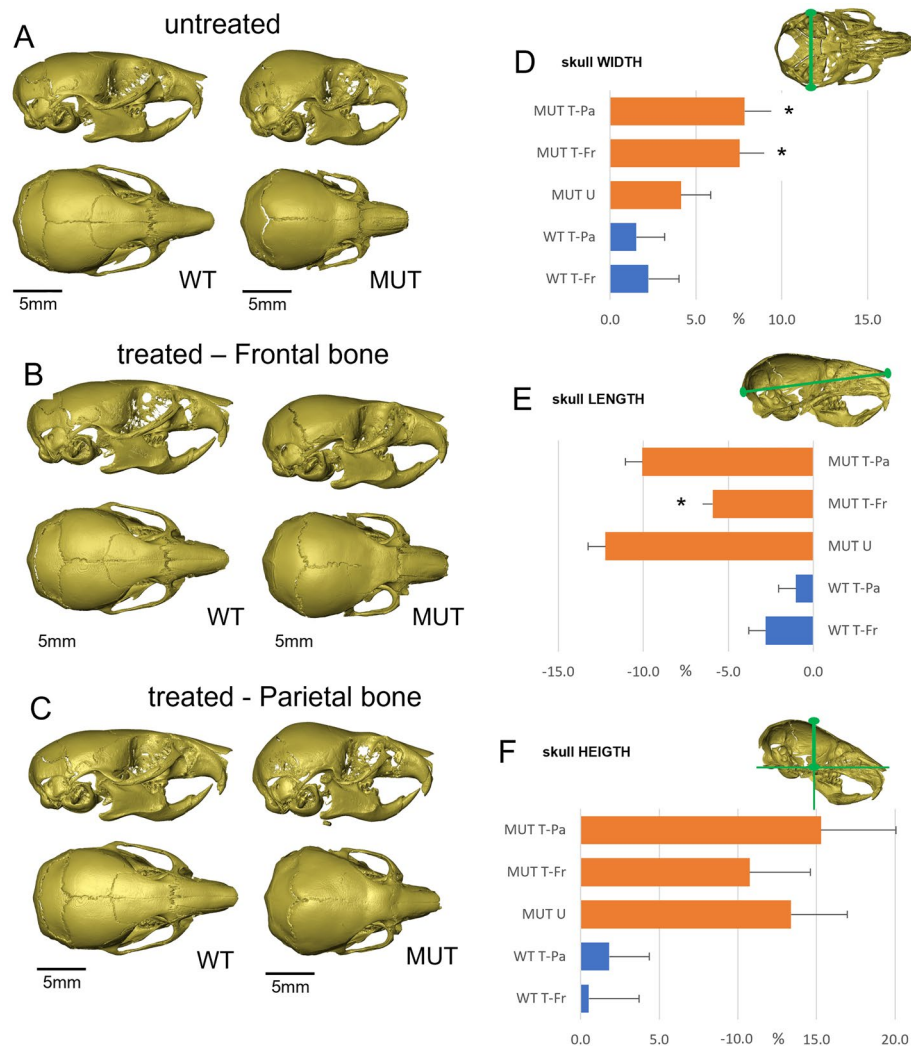 A
untreated
WT
MUT
5mm
5mm
B
treated – Frontal bone
WT
MUT
5mm
5mm
C
treated - Parietal bone
WT
MUT
5mm
5mm
D
skull WIDTH
MUT T-Pa
*
MUT T-Fr
*
MUT U
WT T-Pa
WT T-Fr
0.0 5.0 % 10.0 15.0
E
skull LENGTH
MUT T-Pa
* MUT T-Fr
MUT U
WT T-Pa
WT T-Fr
-15.0 -10.0 % -5.0 0.0
F
skull HEIGTH
MUT T-Pa
MUT T-Fr
MUT U
WT T-Pa
WT T-Fr
0.0 5.0 -10.0 % 15.0 20.0